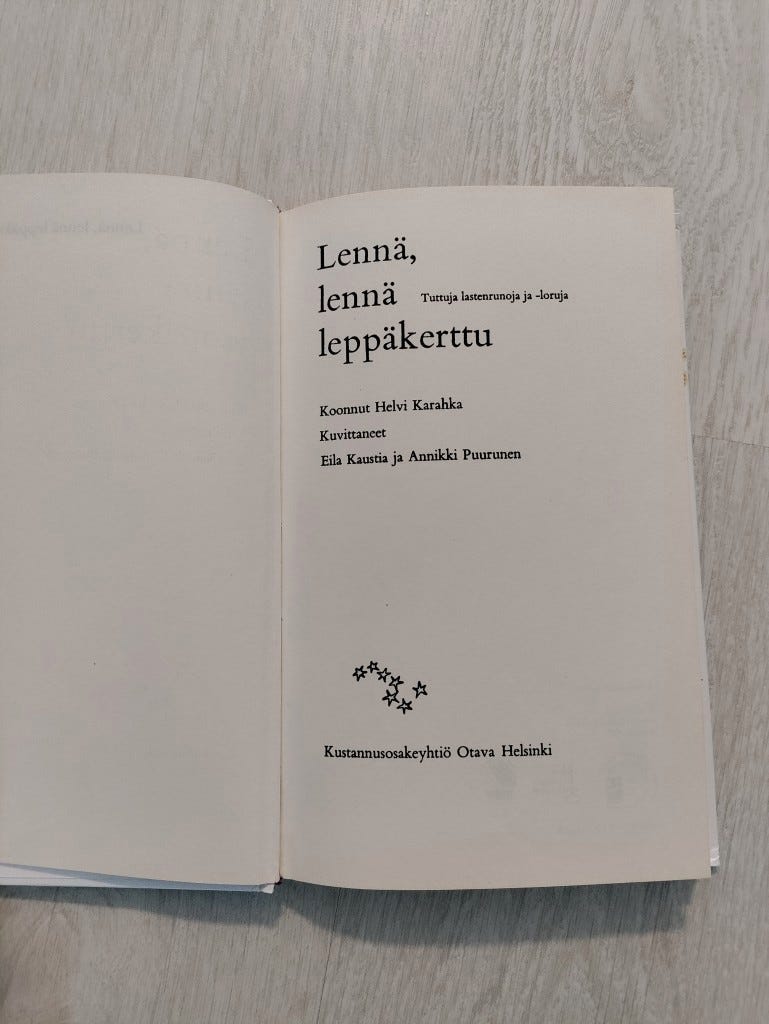 Lennä,
lennä
leppäkerttu
Tuttuja lastenrunoja ja -loruja
Koonnut Helvi Karahka
Kuvittaneet
Eila Kaustia ja Annikki Puurunen
Kustannusosakeyhtiö Otava Helsinki